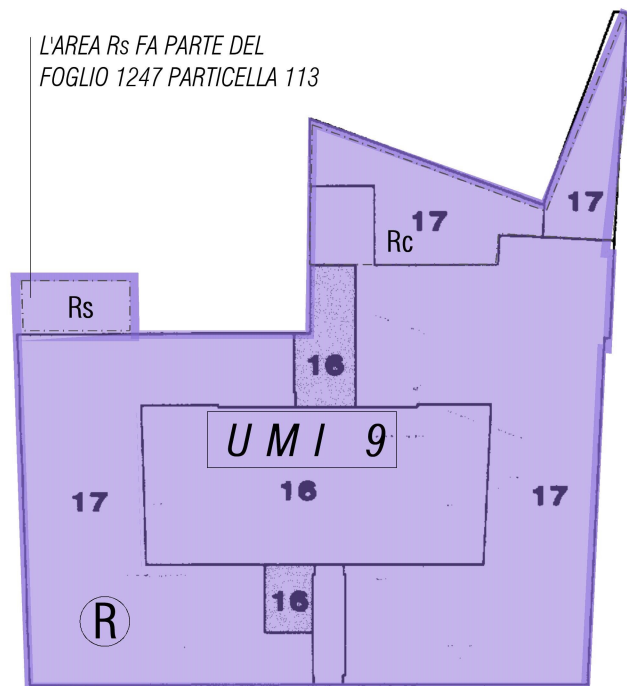 L'AREA Rs FA PARTE DEL
FOGLIO 1247 PARTICELLA 113
17
17
Rc
Rs
16
UMI 9
17
16
17
16
R